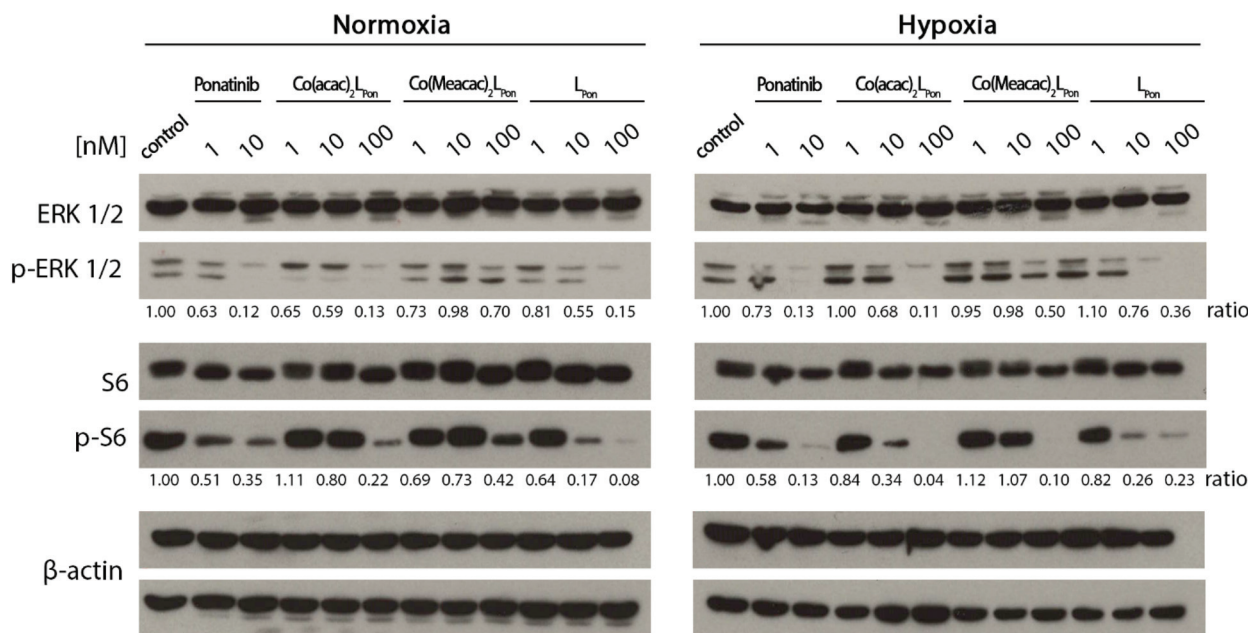 Normoxia Hypoxia
Ponatinib Co(acac)₂L_Pon Co(Meacac)₂L_Pon L_Pon Ponatinib Co(acac)₂L_Pon Co(Meacac)₂L_Pon L_Pon
[nM] control 1 10 1 10 100 1 10 100 1 10 100 control 1 10 1 10 100 1 10 100 1 10 100
ERK 1/2
p-ERK 1/2
1.00 0.63 0.12 0.65 0.59 0.13 0.73 0.98 0.70 0.81 0.55 0.15 1.00 0.73 0.13 1.00 0.68 0.11 0.95 0.98 0.50 1.10 0.76 0.36 ratio
S6
p-S6
1.00 0.51 0.35 1.11 0.80 0.22 0.69 0.73 0.42 0.64 0.17 0.08 1.00 0.58 0.13 0.84 0.34 0.04 1.12 1.07 0.10 0.82 0.26 0.23 ratio
β-actin